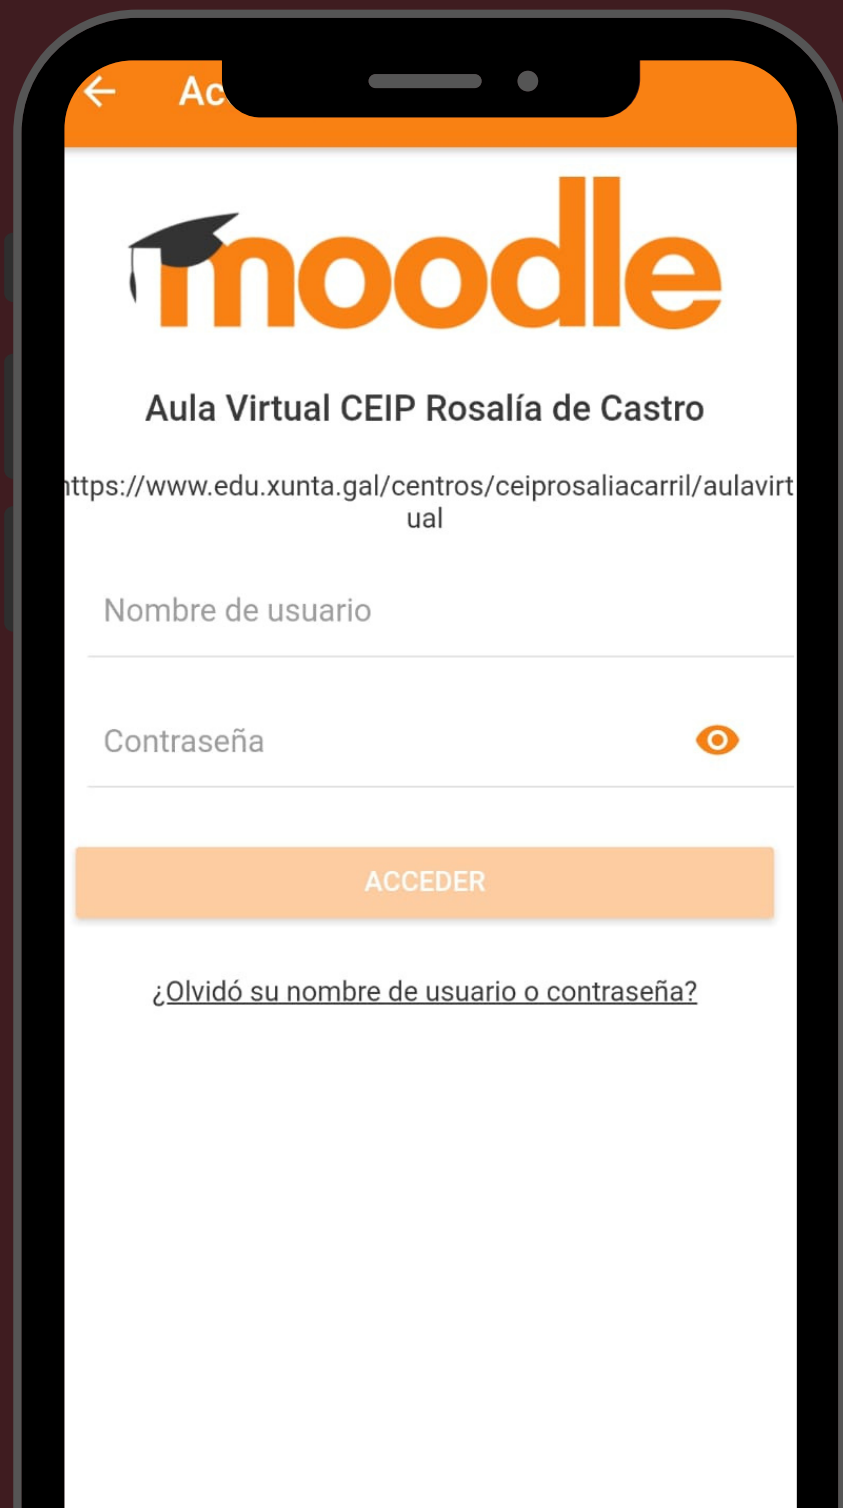 moodle
Aula Virtual CEIP Rosalía de Castro
https://www.edu.xunta.gal/centros/ceiprosaliacarril/aulavirt
ual
Nombre de usuario
Contraseña
ACCEDER
¿Olvidó su nombre de usuario o contraseña?